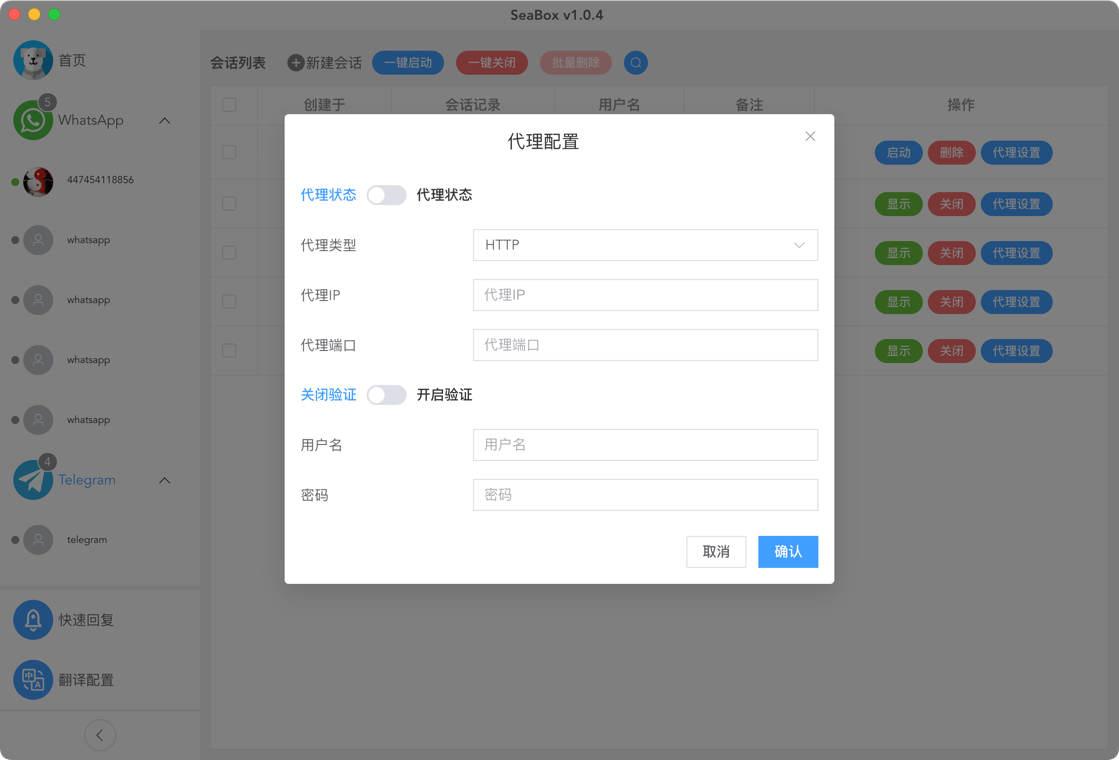 SeaBox v1.0.4
首页
5
WhatsApp
447454118856
whatsapp
whatsapp
whatsapp
whatsapp
4
Telegram
telegram
快速回复
翻译配置
会话列表 新建会话 一键启动 一键关闭 批量删除
创建于 会话记录 用户名 备注 操作
启动 删除 代理设置
显示 关闭 代理设置
显示 关闭 代理设置
显示 关闭 代理设置
显示 关闭 代理设置
代理配置
代理状态 代理状态
代理类型 HTTP
代理IP 代理IP
代理端口 代理端口
关闭验证 开启验证
用户名 用户名
密码 密码
取消 确认